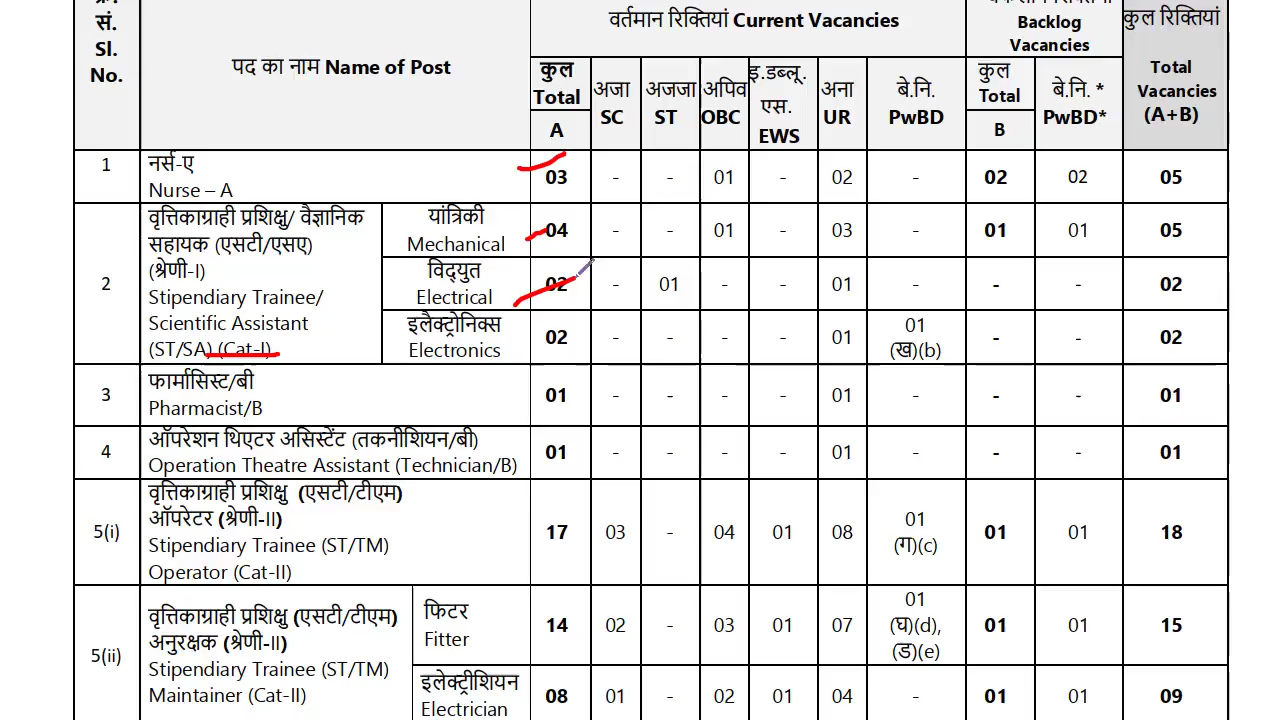 सं.
Sl.
No.
पद का नाम Name of Post
वर्तमान रिक्तियां Current Vacancies
Backlog
Vacancies
कुल रिक्तियां
Total
Vacancies
(A+B)
कुल
Total
A
अजा
SC
अजजा
ST
अपिव
OBC
इ.डब्लू.
एस.
EWS
अना
UR
बे.नि.
PwBD
कुल
Total
B
बे.नि. *
PwBD*
1
नर्स-ए
Nurse – A
03 - - 01 - 02 - 02 02 05
2
वृत्तिकाग्राही प्रशिक्षु/ वैज्ञानिक
सहायक (एसटी/एसए)
(श्रेणी-I)
Stipendiary Trainee/
Scientific Assistant
(ST/SA) (Cat-I)
यांत्रिकी
Mechanical
04 - - 01 - 03 - 01 01 05
विद्युत
Electrical
02 - 01 - - 01 - - - 02
इलैक्ट्रोनिक्स
Electronics
02 - - - - 01 01 - - 02
(ख)(b)
3
फार्मासिस्ट/बी
Pharmacist/B
01 - - - - 01 - - - 01
4
ऑपरेशन थिएटर असिस्टेंट (तकनीशियन/बी)
Operation Theatre Assistant (Technician/B)
01 - - - - 01 - - - 01
5(i)
वृत्तिकाग्राही प्रशिक्षु (एसटी/टीएम)
ऑपरेटर (श्रेणी-II)
Stipendiary Trainee (ST/TM)
Operator (Cat-II)
17 03 - 04 01 08 01 01 01 18
(ग)(c)
5(ii)
वृत्तिकाग्राही प्रशिक्षु (एसटी/टीएम)
अनुरक्षक (श्रेणी-II)
Stipendiary Trainee (ST/TM)
Maintainer (Cat-II)
फिटर
Fitter
14 02 - 03 01 07 01 01 01 15
(घ)(d),
(ड)(e)
इलेक्ट्रीशियन
Electrician
08 01 - 02 01 04 - 01 01 09